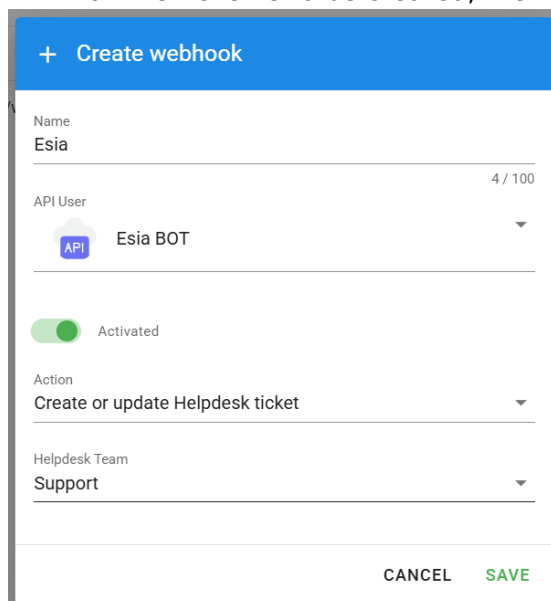 + Create webhook
Name
Esia
4 / 100
API User
API
Esia BOT
Activated
Action
Create or update Helpdesk ticket
Helpdesk Team
Support
CANCEL SAVE